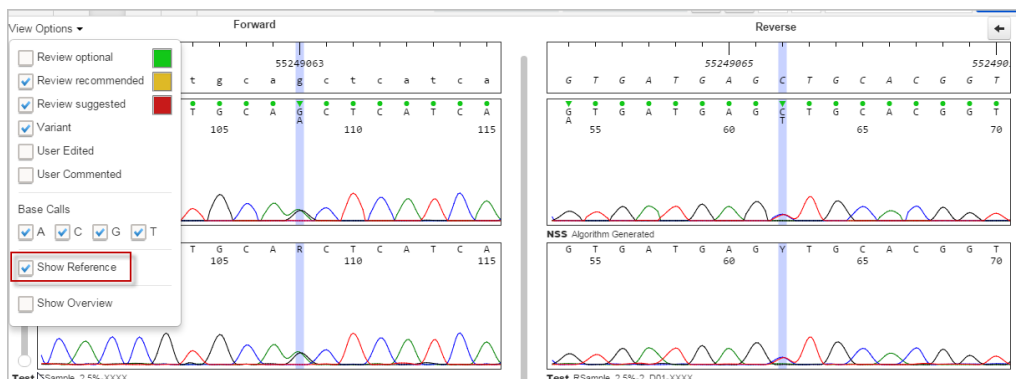 View Options
Forward
Reverse
Review optional
Review recommended
Review suggested
Variant
User Edited
User Commented
Base Calls
A C G T
Show Reference
Show Overview
55249063
t g c a g c t c a t c a
T G C A G C T C A T C A
A
105 110 115
T G C A R C T C A T C A
105 110 115
55249065
G T G A T G A G C T G C A C G G T
G T G A T G A G C T G C A C G G T
A T
55 60 65 70
NSS Algorithm Generated
G T G A T G A G Y T G C A C G G T
55 60 65 70